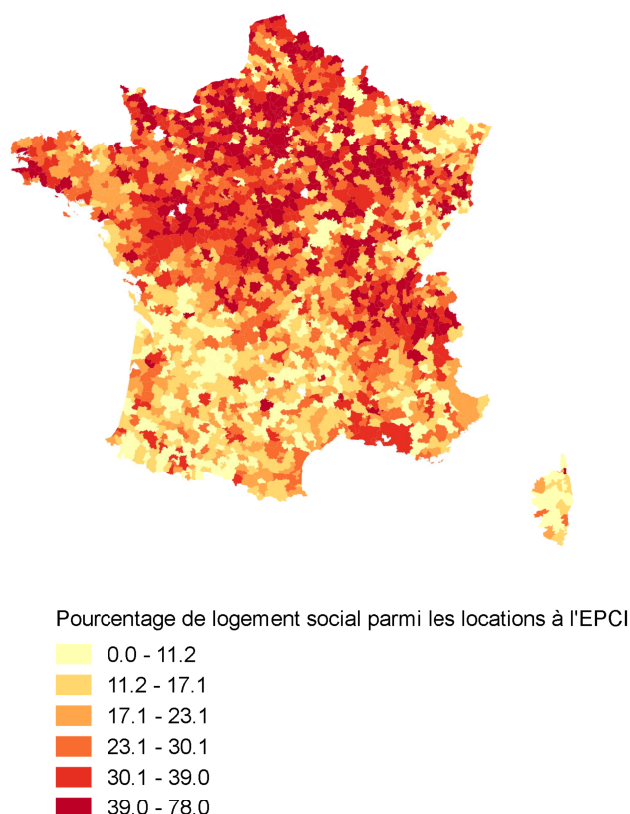 Pourcentage de logement social parmi les locations à l'EPCI
0.0 - 11.2
11.2 - 17.1
17.1 - 23.1
23.1 - 30.1
30.1 - 39.0
39.0 - 78.0